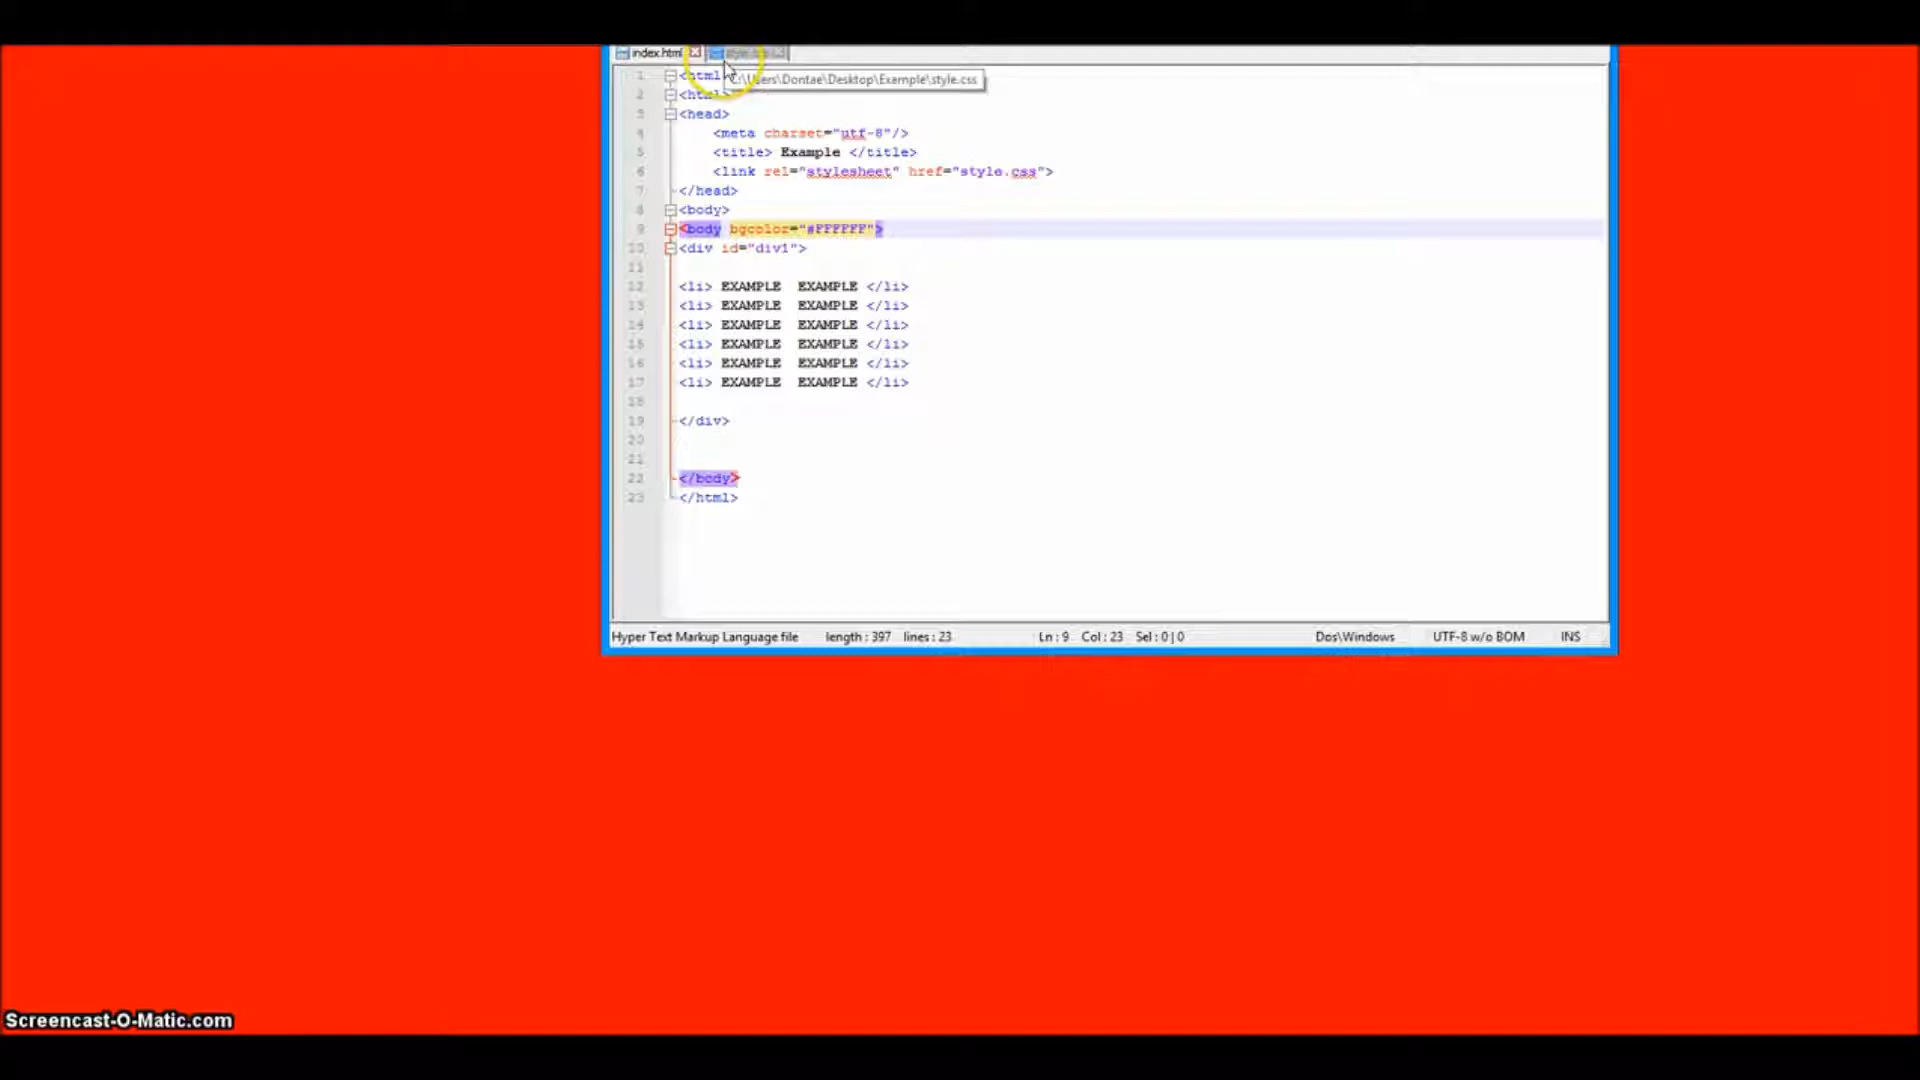 index.html
C:\Users\Dontae\Desktop\Example\style.css
1 <html
2 <html>
3 <head>
4 <meta charset="utf-8"/>
5 <title> Example </title>
6 <link rel="stylesheet" href="style.css">
7 </head>
8 <body>
9 <body bgcolor="#FFFFFF">
10 <div id="div1">
11
12 <li> EXAMPLE  EXAMPLE </li>
13 <li> EXAMPLE  EXAMPLE </li>
14 <li> EXAMPLE  EXAMPLE </li>
15 <li> EXAMPLE  EXAMPLE </li>
16 <li> EXAMPLE  EXAMPLE </li>
17 <li> EXAMPLE  EXAMPLE </li>
18
19 </div>
20
21
22 </body>
23 </html>
Hyper Text Markup Language file length : 397 lines : 23 Ln : 9 Col : 23 Sel : 0 | 0 Dos\Windows UTF-8 w/o BOM INS
Screencast-O-Matic.com